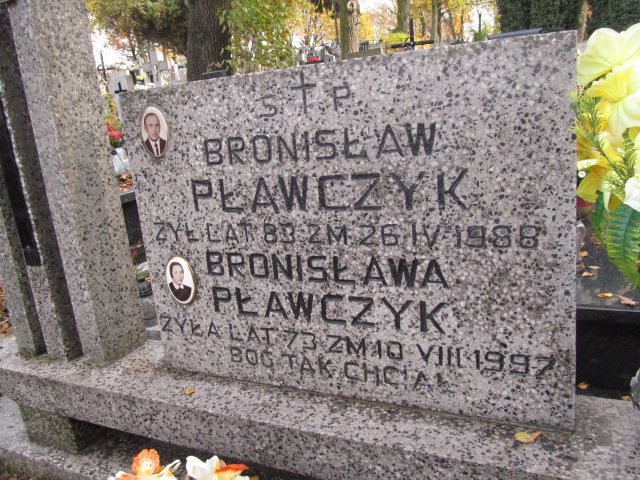 S † P
BRONISŁAW
PŁAWCZYK
ŻYŁ LAT 83 ZM 26 IV 1988
BRONISŁAWA
PŁAWCZYK
ŻYŁA LAT 73 ZM 10 VIII 1997
BÓG TAK CHCIAŁ